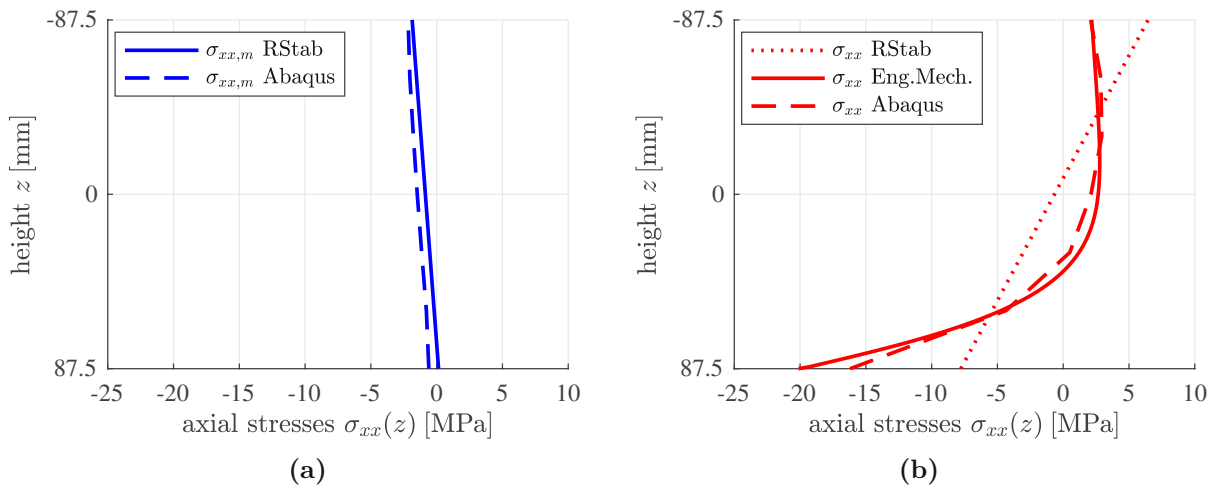 -87.5
0
87.5
height z [mm]
σxx,m RStab
σxx,m Abaqus
-25 -20 -15 -10 -5 0 5 10
axial stresses σxx(z) [MPa]
(a)
-87.5
0
87.5
height z [mm]
σxx RStab
σxx Eng.Mech.
σxx Abaqus
-25 -20 -15 -10 -5 0 5 10
axial stresses σxx(z) [MPa]
(b)